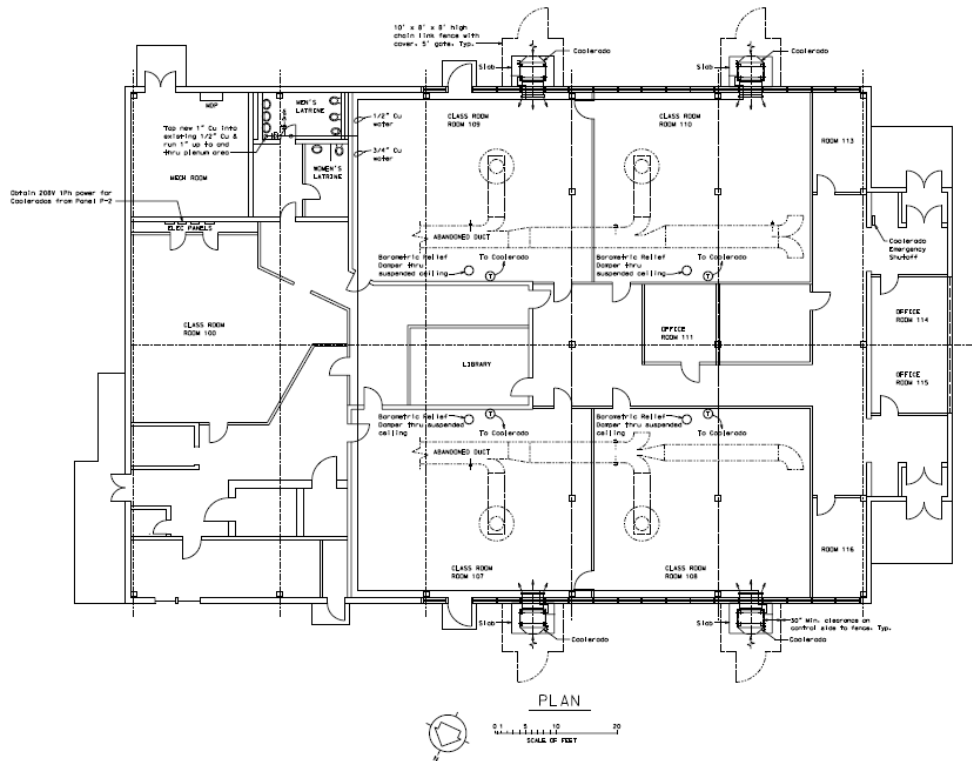 10' x 8' x 8' high
chain link fence with
cover. 5' gate. Typ.
Coolerado
Slab
Coolerado
Slab
MDP
MEN'S
LATRINE
1/2" Cu
water
CLASS ROOM
ROOM 109
CLASS ROOM
ROOM 110
Tap new 1" Cu into
existing 1/2" Cu &
run 1" up to and
thru plenum area
3/4" Cu
water
ROOM 113
WOMEN'S
LATRINE
MECH ROOM
Obtain 208V 1Ph power for
Coolerados from Panel P-2
ELEC PANELS
ABANDONED DUCT
Coolerado
Emergency
Shutoff
Barometric Relief
Damper thru
suspended ceiling
To Coolerado
T
Barometric Relief
Damper thru
suspended ceiling
To Coolerado
T
CLASS ROOM
ROOM 100
OFFICE
ROOM 114
OFFICE
ROOM 111
LIBRARY
OFFICE
ROOM 115
Barometric Relief
Damper thru suspended
ceiling
T
To Coolerado
Barometric Relief
Damper thru suspended
ceiling
T
To Coolerado
ABANDONED DUCT
ROOM 116
CLASS ROOM
ROOM 107
CLASS ROOM
ROOM 108
Slab
Coolerado
Slab
30" Min. clearance on
control side to fence. Typ.
Coolerado
PLAN
0 1 5 10 20
SCALE OF FEET
N